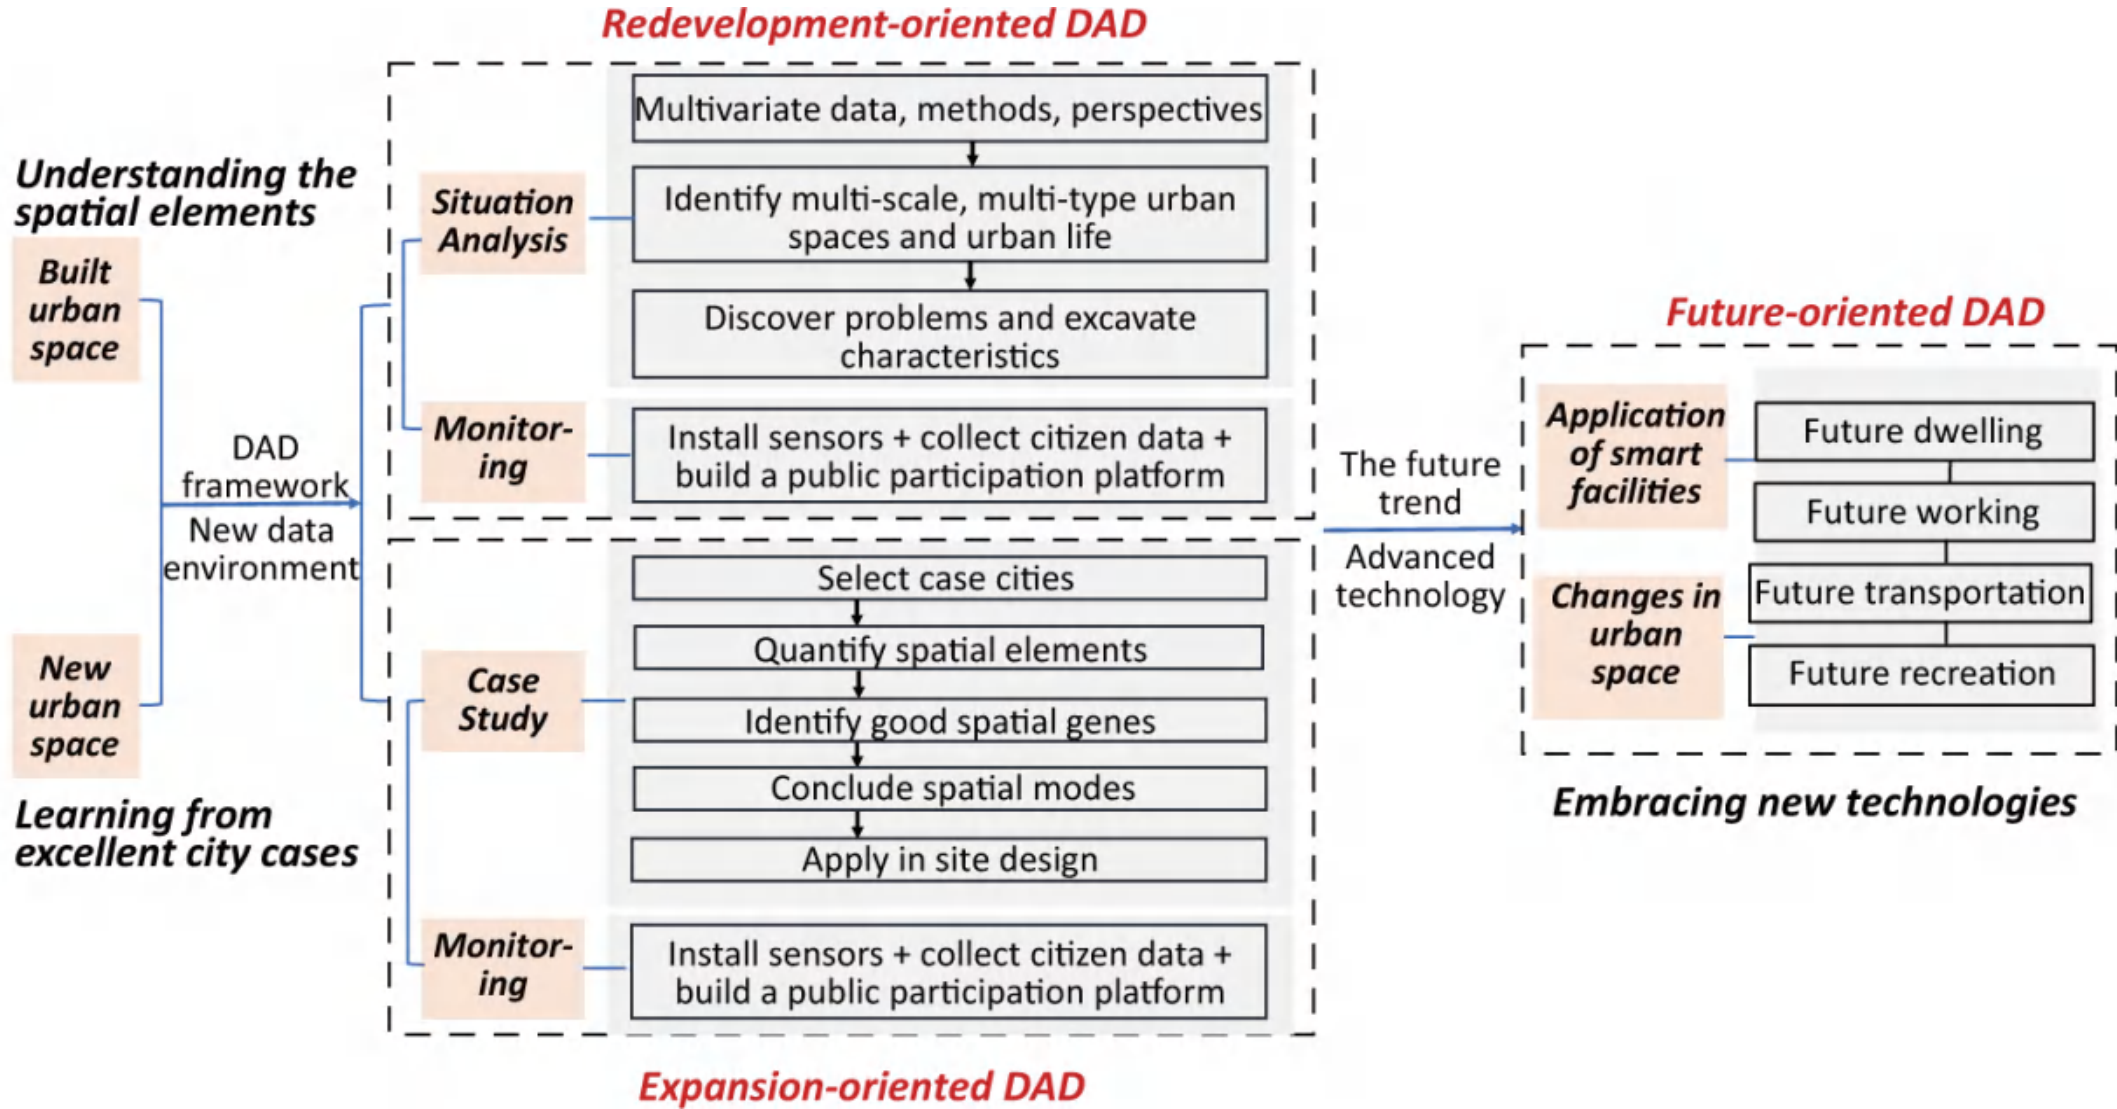 Redevelopment-oriented DAD
Understanding the
spatial elements
Built
urban
space
New
urban
space
Learning from
excellent city cases
DAD
framework
New data
environment
Situation
Analysis
Multivariate data, methods, perspectives
Identify multi-scale, multi-type urban
spaces and urban life
Discover problems and excavate
characteristics
Monitor-
ing
Install sensors + collect citizen data +
build a public participation platform
Case
Study
Select case cities
Quantify spatial elements
Identify good spatial genes
Conclude spatial modes
Apply in site design
Monitor-
ing
Install sensors + collect citizen data +
build a public participation platform
Expansion-oriented DAD
The future
trend
Advanced
technology
Future-oriented DAD
Application
of smart
facilities
Changes in
urban
space
Future dwelling
Future working
Future transportation
Future recreation
Embracing new technologies